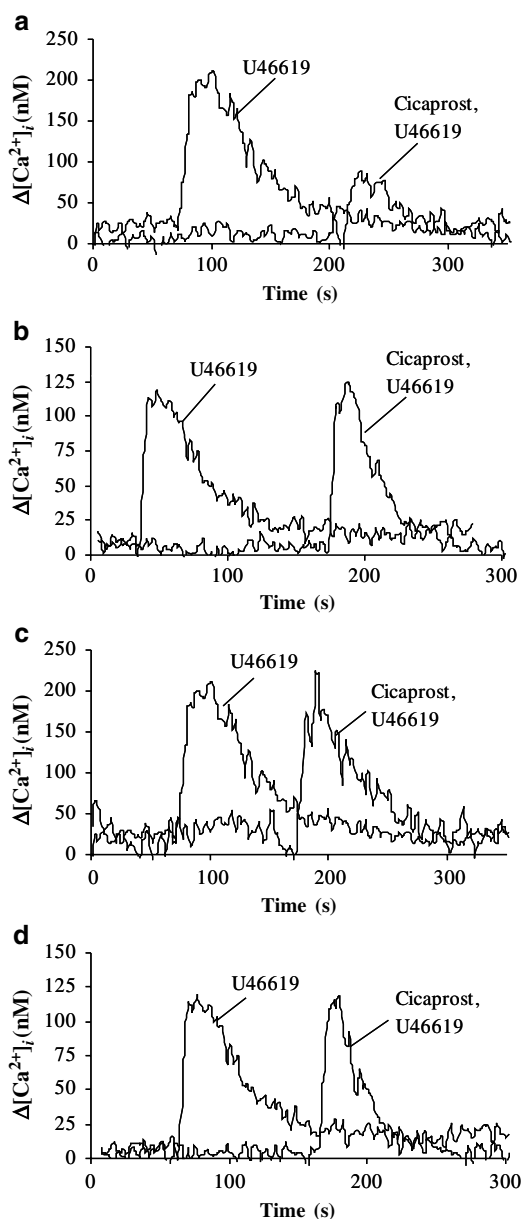 a
250
200
150
100
50
0
Δ[Ca²⁺]ᵢ (nM)
U46619
Cicaprost,
U46619
0 100 200 300
Time (s)
b
150
125
100
75
50
25
0
Δ[Ca²⁺]ᵢ (nM)
U46619
Cicaprost,
U46619
0 100 200 300
Time (s)
c
250
200
150
100
50
0
Δ[Ca²⁺]ᵢ (nM)
U46619
Cicaprost,
U46619
0 100 200 300
Time (s)
d
150
125
100
75
50
25
0
Δ[Ca²⁺]ᵢ (nM)
U46619
Cicaprost,
U46619
0 100 200 300
Time (s)